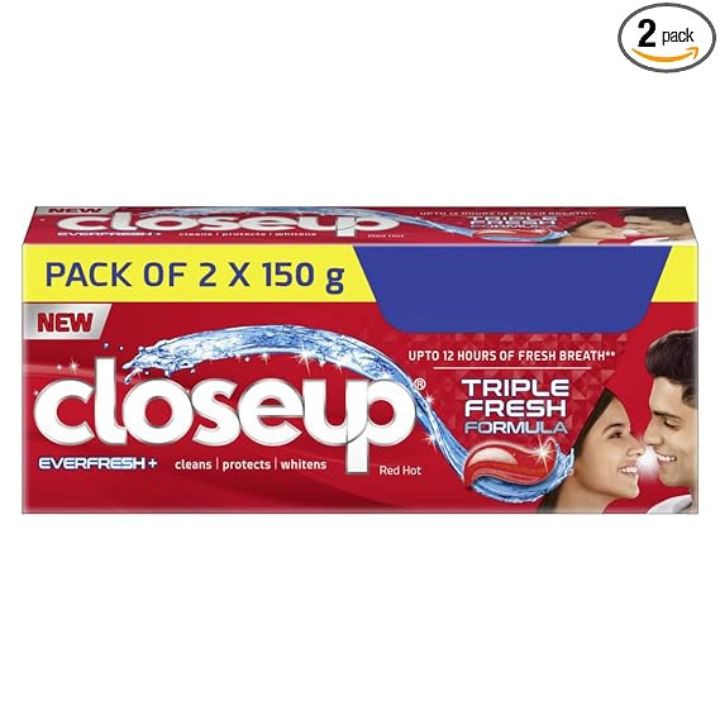 2 pack
NEW
closeup
UPTO 12 HOURS OF FRESH BREATH**
TRIPLE
FRESH
FORMULA
EVERFRESH+ cleans | protects | whitens
Red Hot
PACK OF 2 X 150 g
NEW
UPTO 12 HOURS OF FRESH BREATH**
closeup®
TRIPLE
FRESH
FORMULA
EVERFRESH+ cleans | protects | whitens
Red Hot